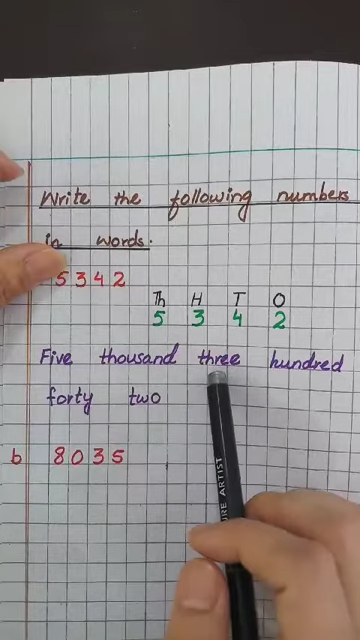 Write the following numbers
in words.
5342
Th H T O
5 3 4 2
Five thousand three hundred
forty two
b 8035
URE ARTIST